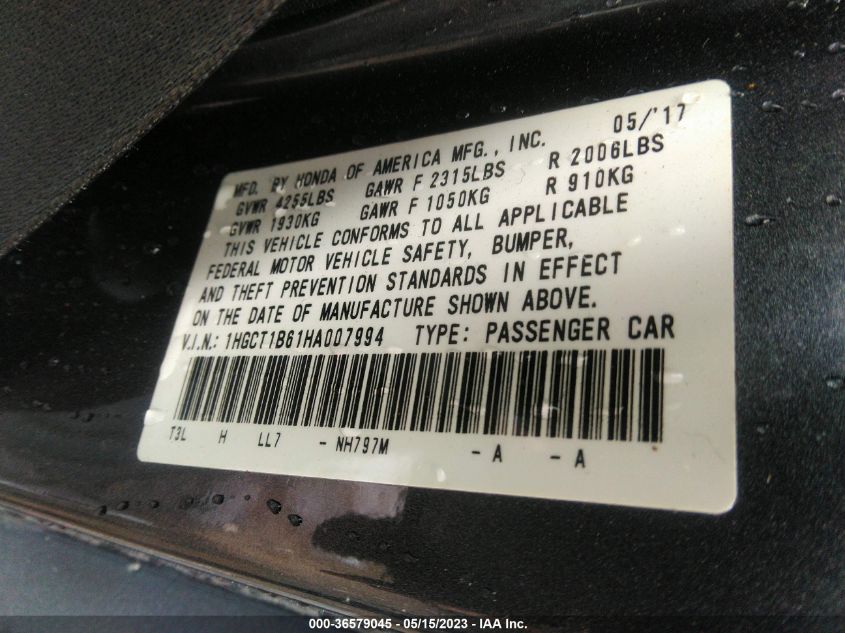 05/'17
MFD. BY HONDA OF AMERICA MFG., INC.
GVWR 4255LBS GAWR F 2315LBS R 2006LBS
GVWR 1930KG GAWR F 1050KG R 910KG
THIS VEHICLE CONFORMS TO ALL APPLICABLE
FEDERAL MOTOR VEHICLE SAFETY, BUMPER,
AND THEFT PREVENTION STANDARDS IN EFFECT
ON THE DATE OF MANUFACTURE SHOWN ABOVE.
V.I.N.: 1HGCT1B61HA007994 TYPE: PASSENGER CAR
T3L H LL7 - NH797M - A - A
000-36579045 - 05/15/2023 - IAA Inc.